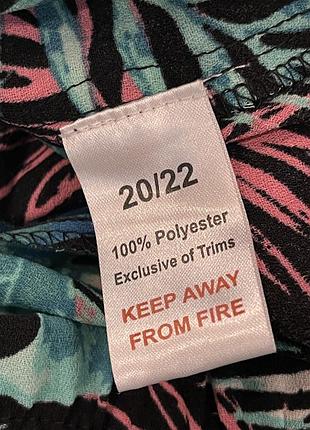 20/22
100% Polyester
Exclusive of Trims
KEEP AWAY
FROM FIRE